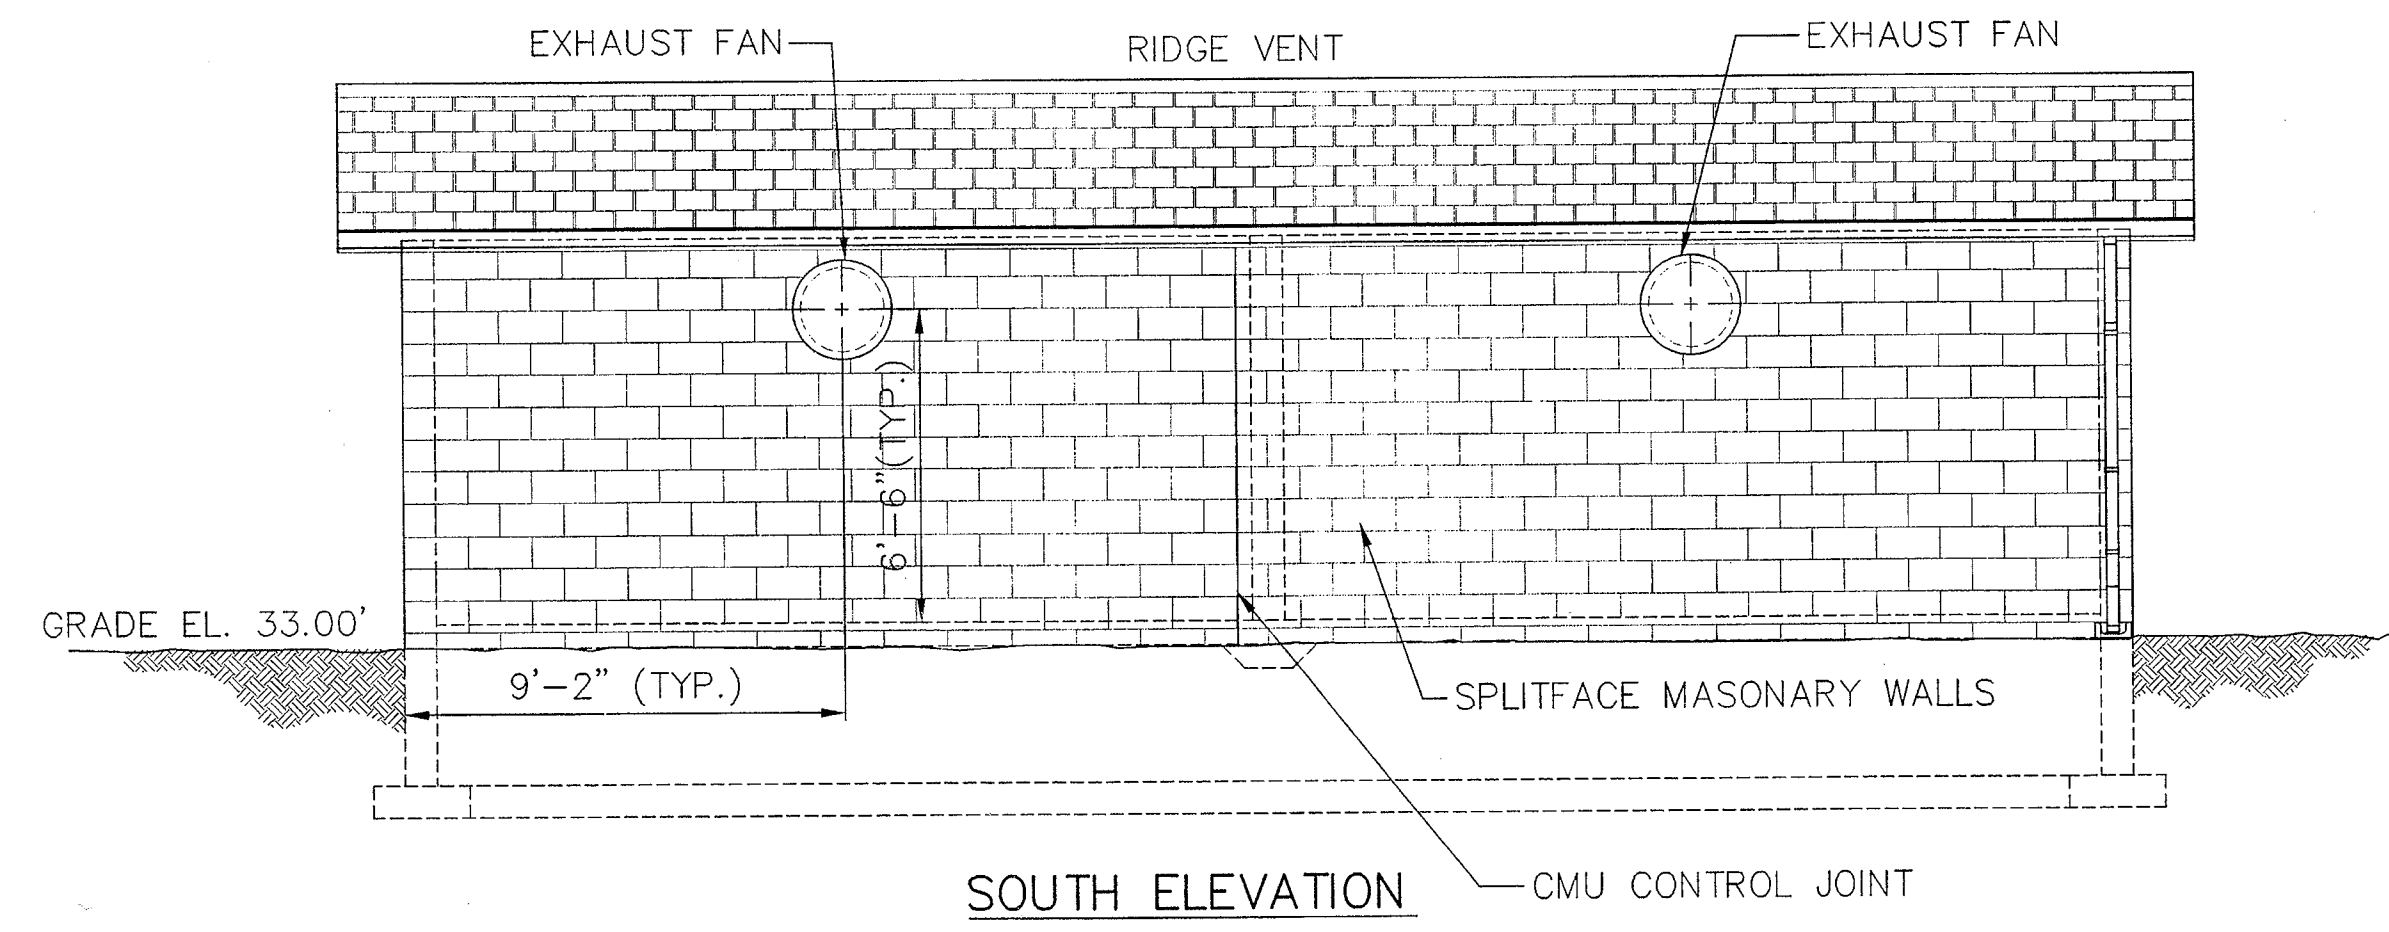 EXHAUST FAN
RIDGE VENT
EXHAUST FAN
6'-6"(TYP.)
GRADE EL. 33.00'
9'-2" (TYP.)
SPLITFACE MASONARY WALLS
CMU CONTROL JOINT
SOUTH ELEVATION